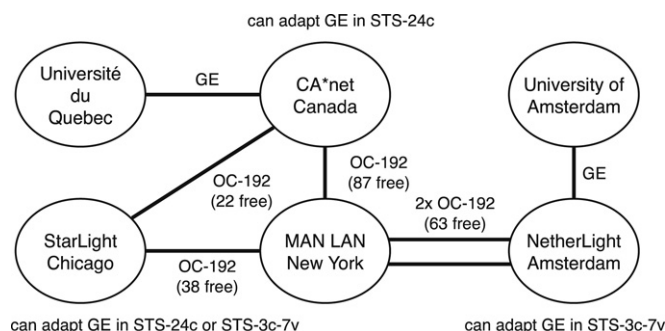 can adapt GE in STS-24c
Université
du
Quebec
GE
CA*net
Canada
University of
Amsterdam
OC-192
(22 free)
OC-192
(87 free)
2x OC-192
(63 free)
GE
StarLight
Chicago
OC-192
(38 free)
MAN LAN
New York
NetherLight
Amsterdam
can adapt GE in STS-24c or STS-3c-7v
can adapt GE in STS-3c-7v